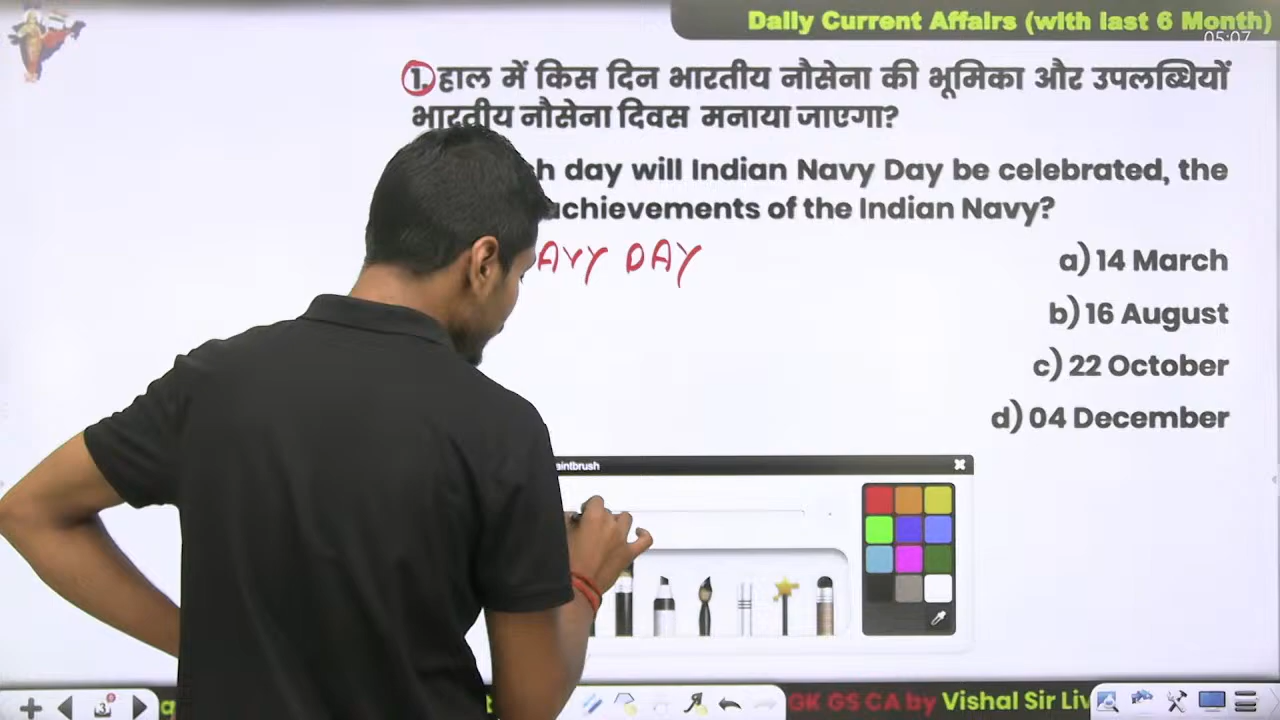 Daily Current Affairs (with last 6 Month)
05:07
1. हाल में किस दिन भारतीय नौसेना की भूमिका और उपलब्धियों
भारतीय नौसेना दिवस मनाया जाएगा?
day will Indian Navy Day be celebrated, the
achievements of the Indian Navy?
AVY DAY
a) 14 March
b) 16 August
c) 22 October
d) 04 December
GK GS CA by Vishal Sir Liv